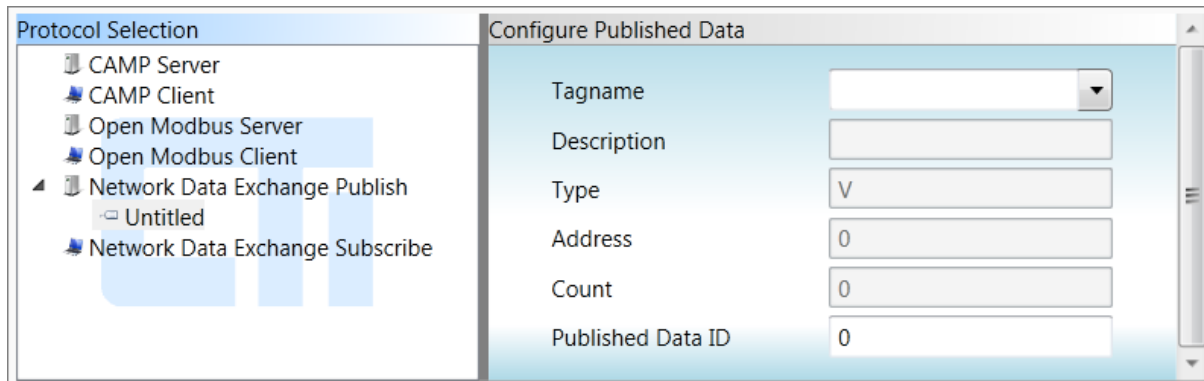 Protocol Selection
CAMP Server
CAMP Client
Open Modbus Server
Open Modbus Client
Network Data Exchange Publish
Untitled
Network Data Exchange Subscribe
Configure Published Data
Tagname
Description
Type V
Address 0
Count 0
Published Data ID 0